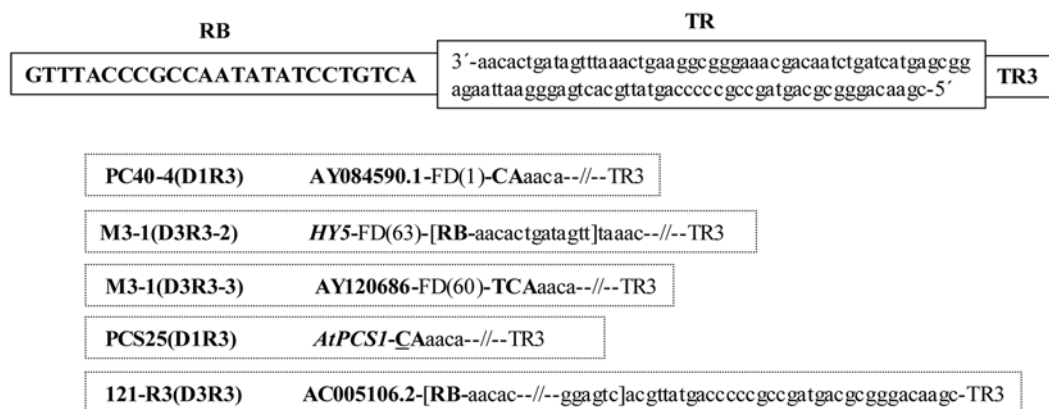 RB
TR
GTTTACCCGCCAATATATCCTGTCA
3´-aacactgatagtttaaactgaaggcgggaaacgacaatctgatcatgagcgg
agaattaagggagtcacgttatgacccccgccgatgacgcgggacaagc-5´
TR3
PC40-4(D1R3) AY084590.1-FD(1)-CAaaca--//--TR3
M3-1(D3R3-2) HY5-FD(63)-[RB-aacactgatagtt]taaac--//--TR3
M3-1(D3R3-3) AY120686-FD(60)-TCAaaca--//--TR3
PCS25(D1R3) AtPCS1-CAaaca--//--TR3
121-R3(D3R3) AC005106.2-[RB-aacac--//--ggagtc]acgttatgacccccgccgatgacgcgggacaagc-TR3